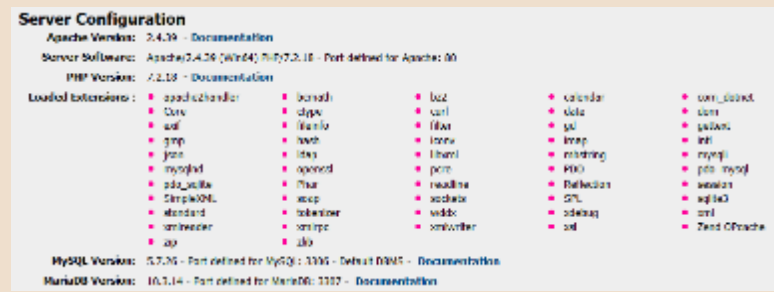 Server Configuration
Apache Version: 2.4.39 - Documentation
Server Software: Apache/2.4.39 (Win64) PHP/7.2.18 - Port defined for Apache: 80
PHP Version: 7.2.18 - Documentation
Loaded Extensions : apache2handler bcmath bz2 calendar com_dotnet
Core ctype curl date dom
exif fileinfo filter gd gettext
gmp hash iconv imap intl
json ldap libxml mbstring mysqli
mysqlnd openssl pcre PDO pdo_mysql
pdo_sqlite Phar readline Reflection session
SimpleXML soap sockets SPL sqlite3
standard tokenizer wddx xdebug xml
xmlreader xmlrpc xmlwriter xsl Zend OPcache
zip zlib
MySQL Version: 5.7.26 - Port defined for MySQL: 3306 - Default DBMS - Documentation
MariaDB Version: 10.3.14 - Port defined for MariaDB: 3307 - Documentation